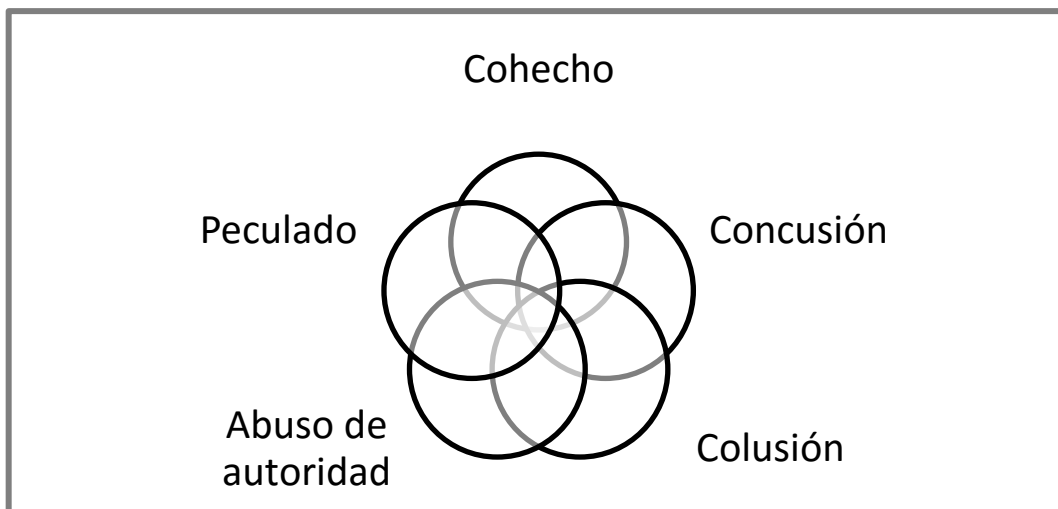 Cohecho
Peculado
Concusión
Abuso de
autoridad
Colusión